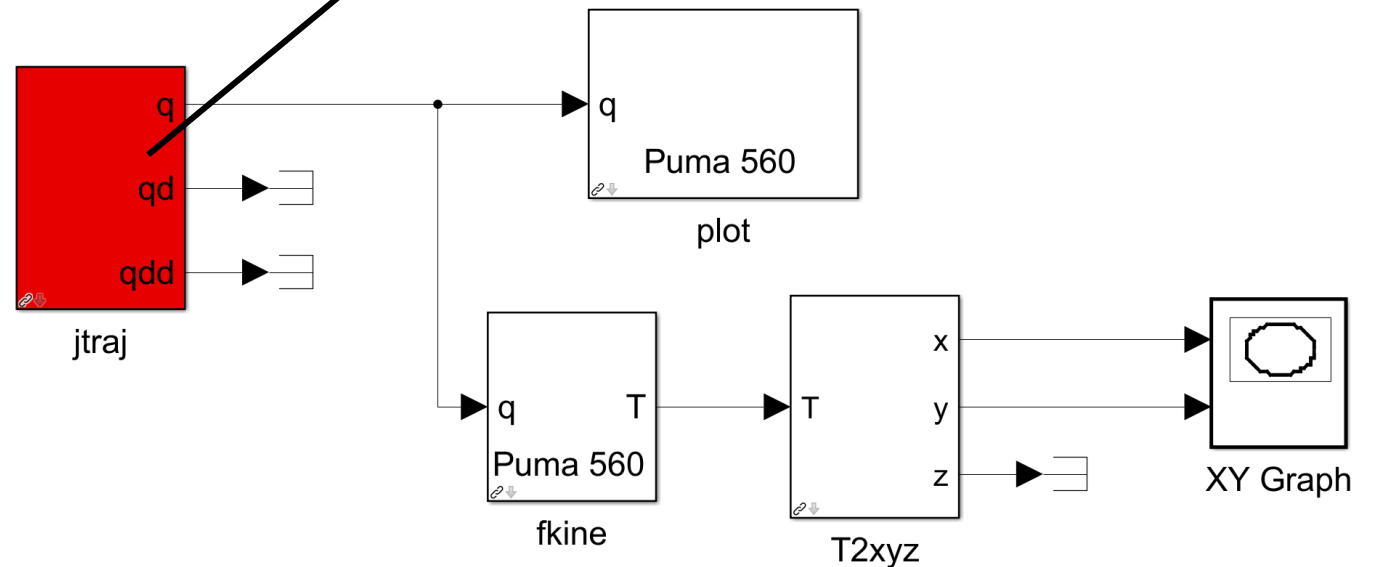 q
qd
qdd
jtraj
q
Puma 560
plot
q T
Puma 560
fkine
T
x
y
z
T2xyz
XY Graph